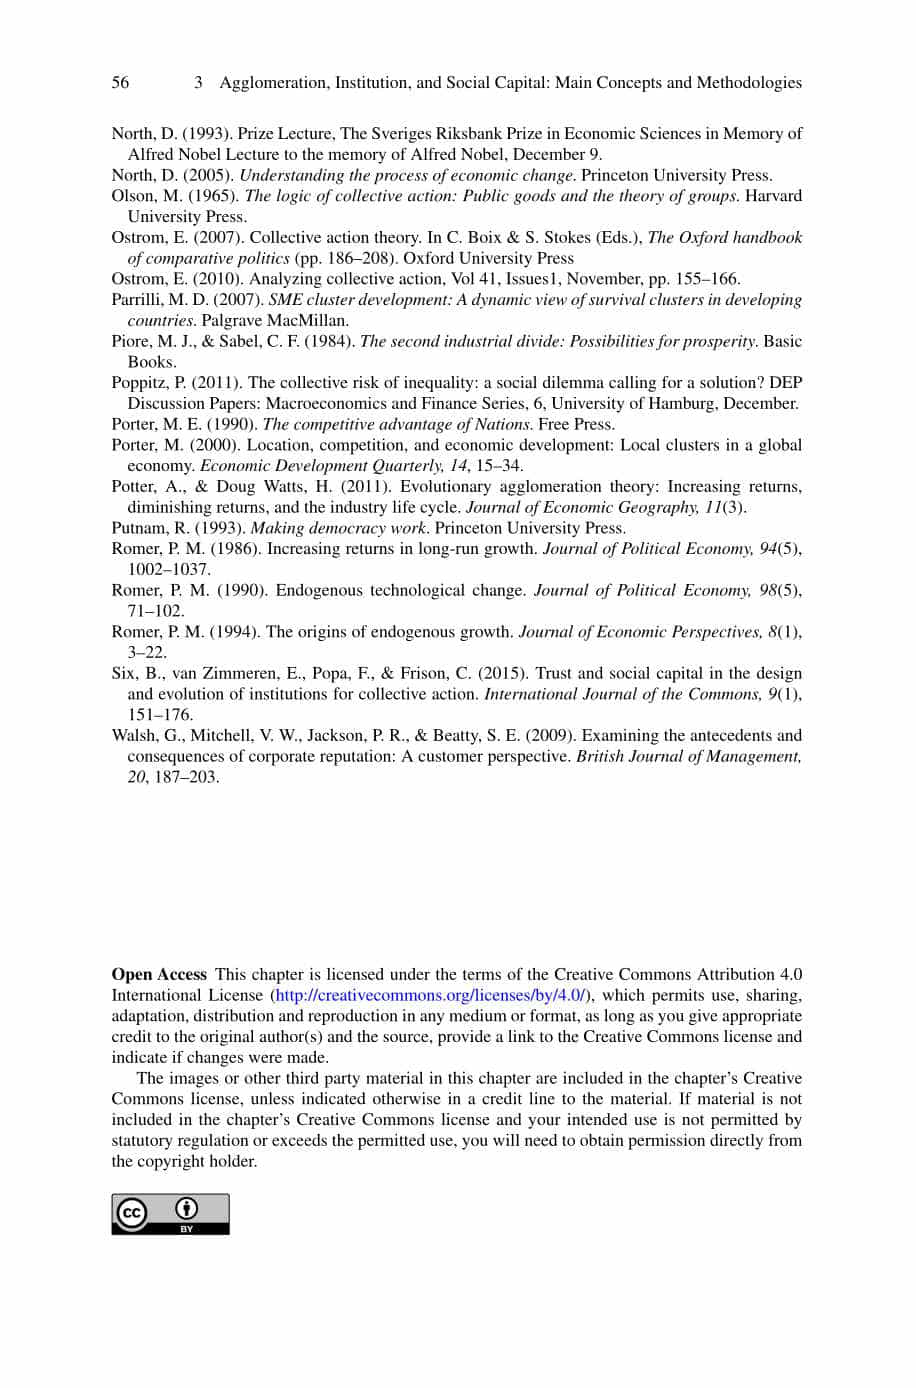 56 3 Agglomeration, Institution, and Social Capital: Main Concepts and Methodologies
North, D. (1993). Prize Lecture, The Sveriges Riksbank Prize in Economic Sciences in Memory of
Alfred Nobel Lecture to the memory of Alfred Nobel, December 9.
North, D. (2005). Understanding the process of economic change. Princeton University Press.
Olson, M. (1965). The logic of collective action: Public goods and the theory of groups. Harvard
University Press.
Ostrom, E. (2007). Collective action theory. In C. Boix & S. Stokes (Eds.), The Oxford handbook
of comparative politics (pp. 186–208). Oxford University Press
Ostrom, E. (2010). Analyzing collective action, Vol 41, Issues1, November, pp. 155–166.
Parrilli, M. D. (2007). SME cluster development: A dynamic view of survival clusters in developing
countries. Palgrave MacMillan.
Piore, M. J., & Sabel, C. F. (1984). The second industrial divide: Possibilities for prosperity. Basic
Books.
Poppitz, P. (2011). The collective risk of inequality: a social dilemma calling for a solution? DEP
Discussion Papers: Macroeconomics and Finance Series, 6, University of Hamburg, December.
Porter, M. E. (1990). The competitive advantage of Nations. Free Press.
Porter, M. (2000). Location, competition, and economic development: Local clusters in a global
economy. Economic Development Quarterly, 14, 15–34.
Potter, A., & Doug Watts, H. (2011). Evolutionary agglomeration theory: Increasing returns,
diminishing returns, and the industry life cycle. Journal of Economic Geography, 11(3).
Putnam, R. (1993). Making democracy work. Princeton University Press.
Romer, P. M. (1986). Increasing returns in long-run growth. Journal of Political Economy, 94(5),
1002–1037.
Romer, P. M. (1990). Endogenous technological change. Journal of Political Economy, 98(5),
71–102.
Romer, P. M. (1994). The origins of endogenous growth. Journal of Economic Perspectives, 8(1),
3–22.
Six, B., van Zimmeren, E., Popa, F., & Frison, C. (2015). Trust and social capital in the design
and evolution of institutions for collective action. International Journal of the Commons, 9(1),
151–176.
Walsh, G., Mitchell, V. W., Jackson, P. R., & Beatty, S. E. (2009). Examining the antecedents and
consequences of corporate reputation: A customer perspective. British Journal of Management,
20, 187–203.
Open Access This chapter is licensed under the terms of the Creative Commons Attribution 4.0
International License (http://creativecommons.org/licenses/by/4.0/), which permits use, sharing,
adaptation, distribution and reproduction in any medium or format, as long as you give appropriate
credit to the original author(s) and the source, provide a link to the Creative Commons license and
indicate if changes were made.
The images or other third party material in this chapter are included in the chapter's Creative
Commons license, unless indicated otherwise in a credit line to the material. If material is not
included in the chapter's Creative Commons license and your intended use is not permitted by
statutory regulation or exceeds the permitted use, you will need to obtain permission directly from
the copyright holder.
cc
BY